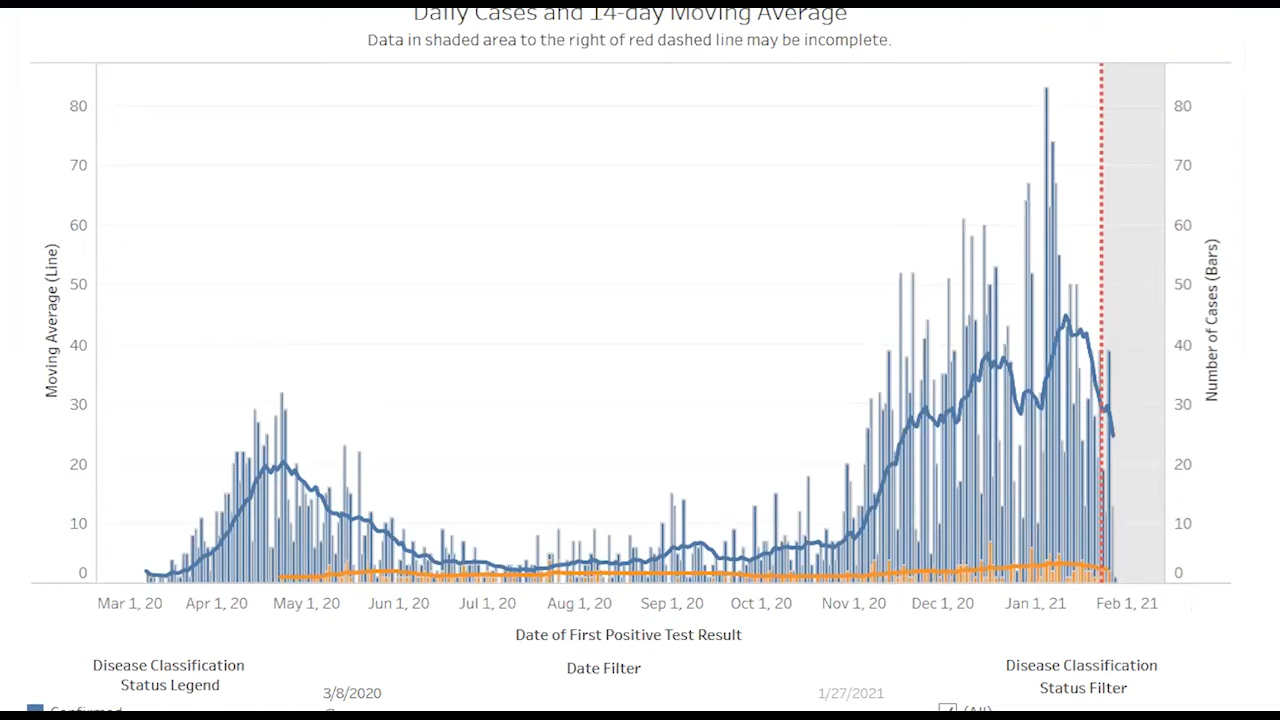 Daily Cases and 14-day Moving Average
Data in shaded area to the right of red dashed line may be incomplete.
80
70
60
50
40
30
20
10
0
Moving Average (Line)
80
70
60
50
40
30
20
10
0
Number of Cases (Bars)
Mar 1, 20 Apr 1, 20 May 1, 20 Jun 1, 20 Jul 1, 20 Aug 1, 20 Sep 1, 20 Oct 1, 20 Nov 1, 20 Dec 1, 20 Jan 1, 21 Feb 1, 21
Date of First Positive Test Result
Disease Classification
Status Legend
Date Filter
Disease Classification
Status Filter
3/8/2020 1/27/2021
Confirmed
(All)